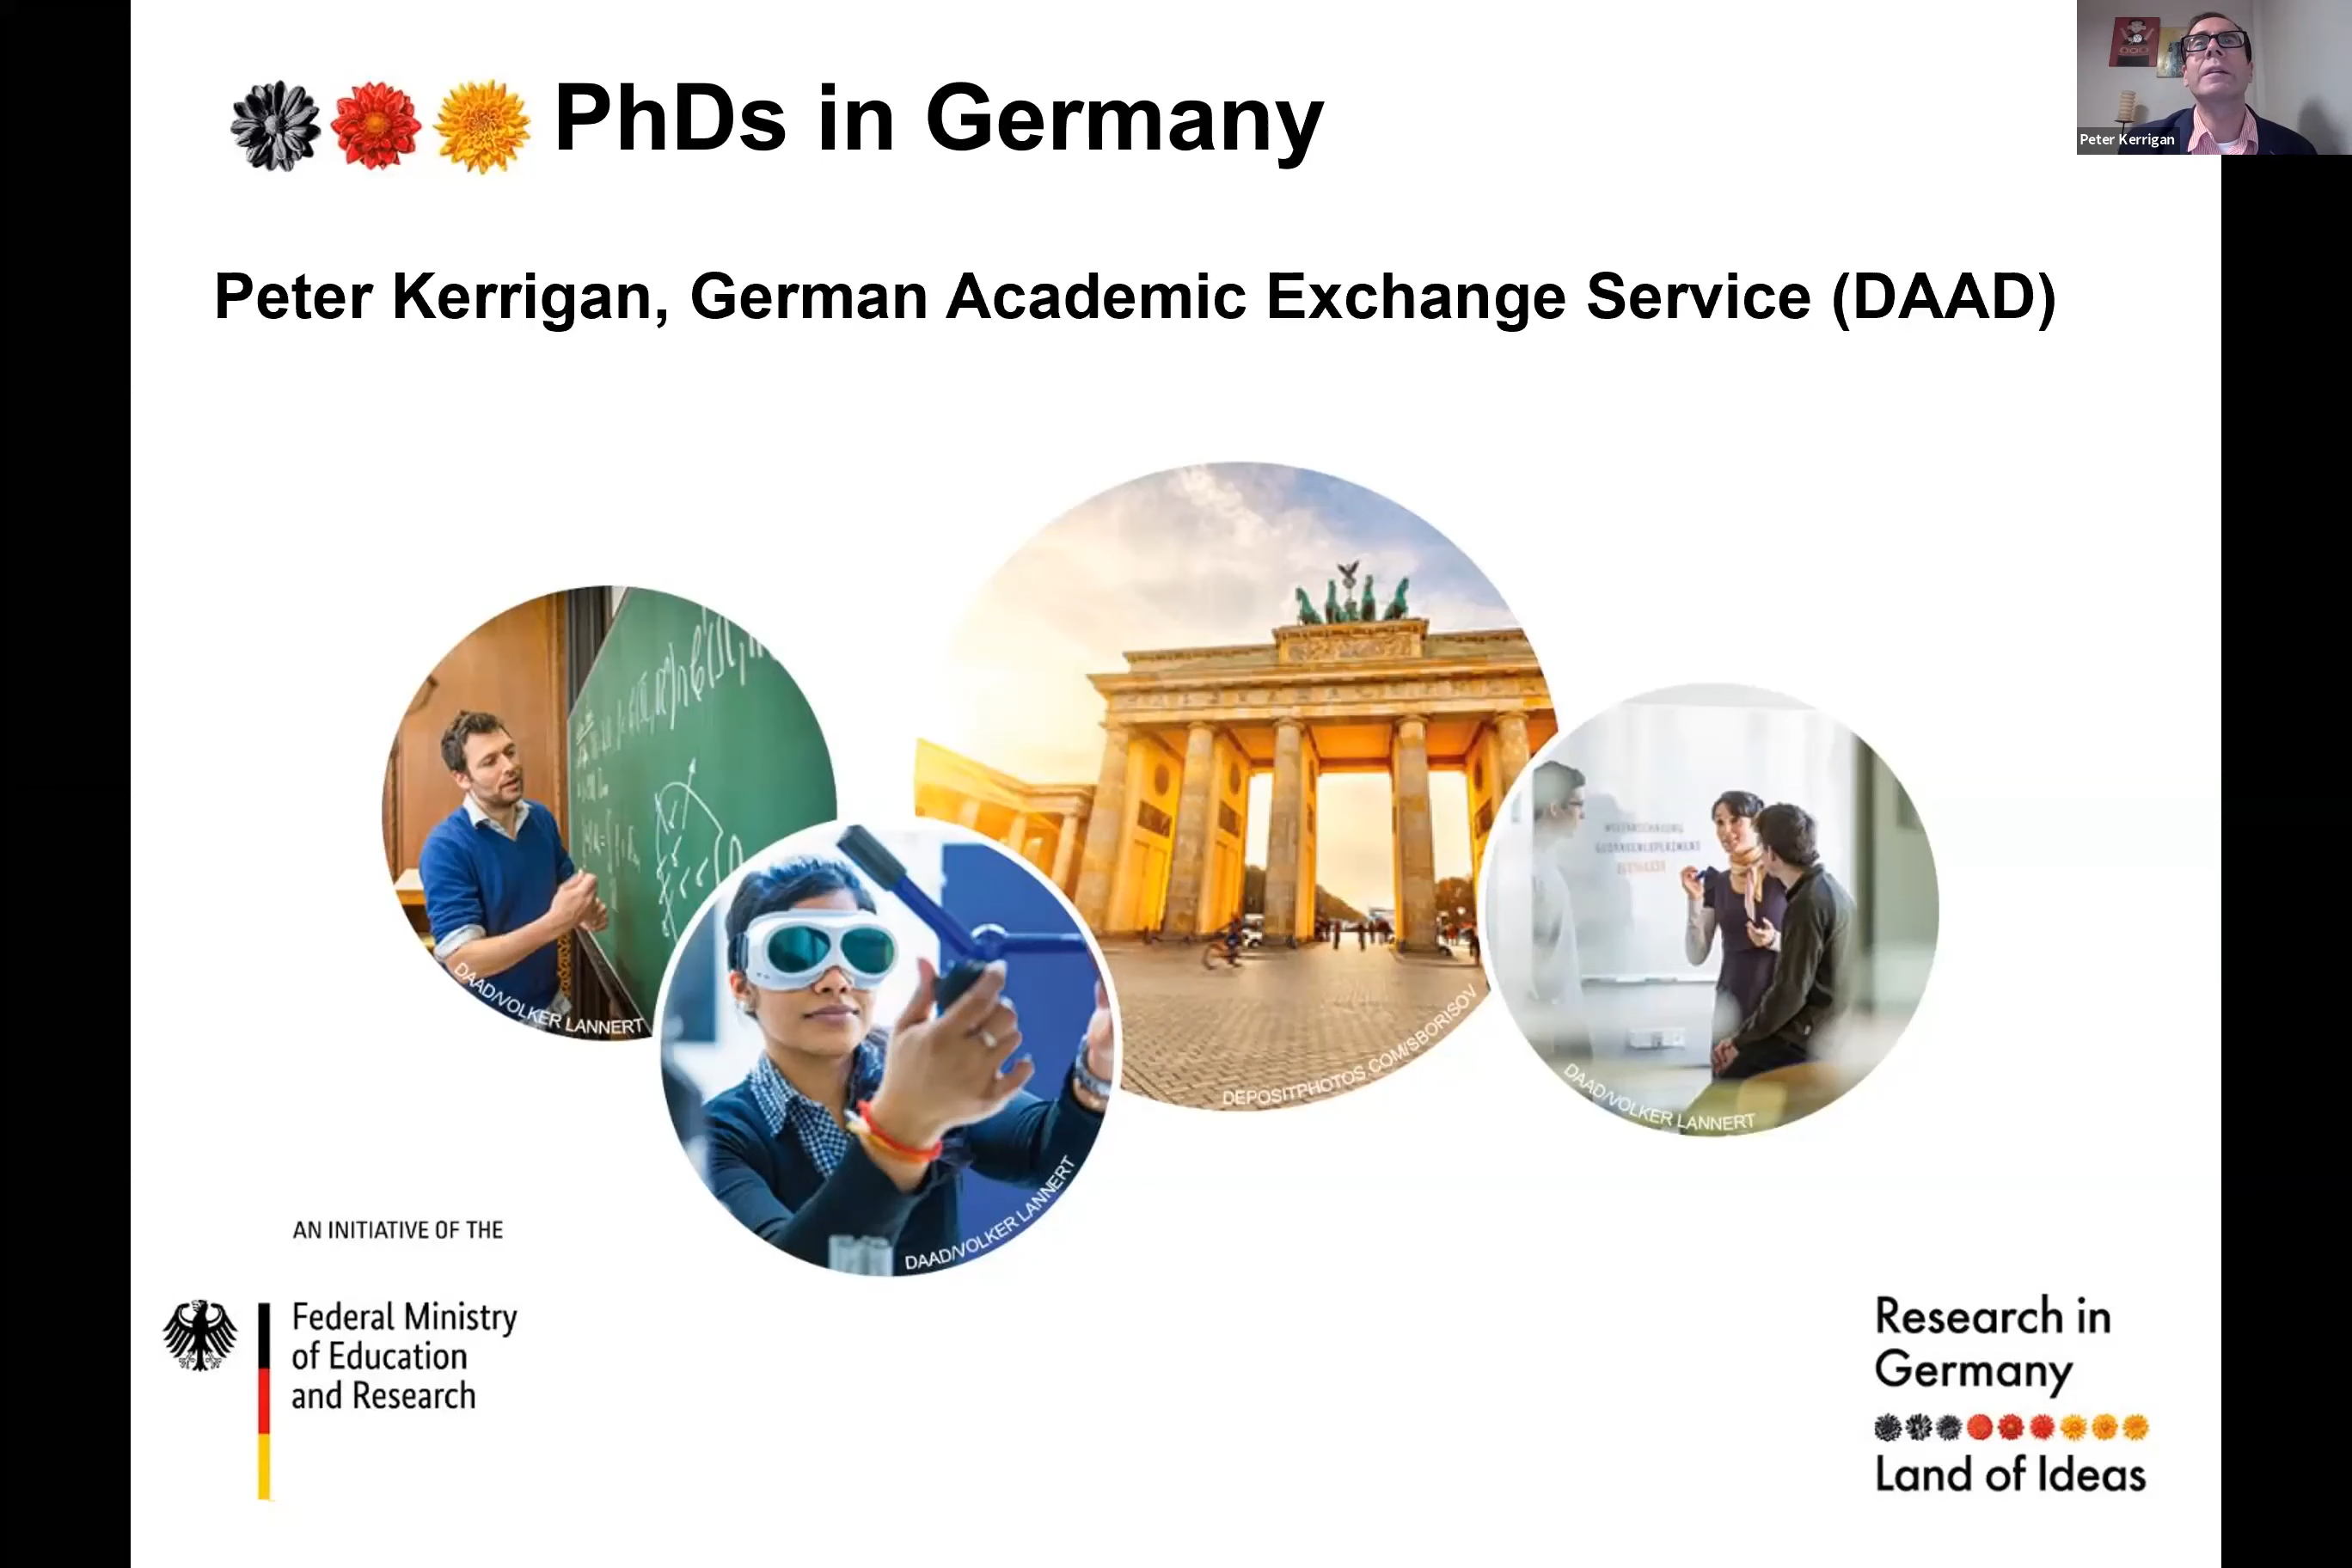 PhDs in Germany
Peter Kerrigan
Peter Kerrigan, German Academic Exchange Service (DAAD)
DAAD/VOLKER LANNERT
DAAD/VOLKER LANNERT
DEPOSITPHOTOS.COM/SBORISOV
DAAD/VOLKER LANNERT
AN INITIATIVE OF THE
Federal Ministry
of Education
and Research
Research in
Germany
Land of Ideas